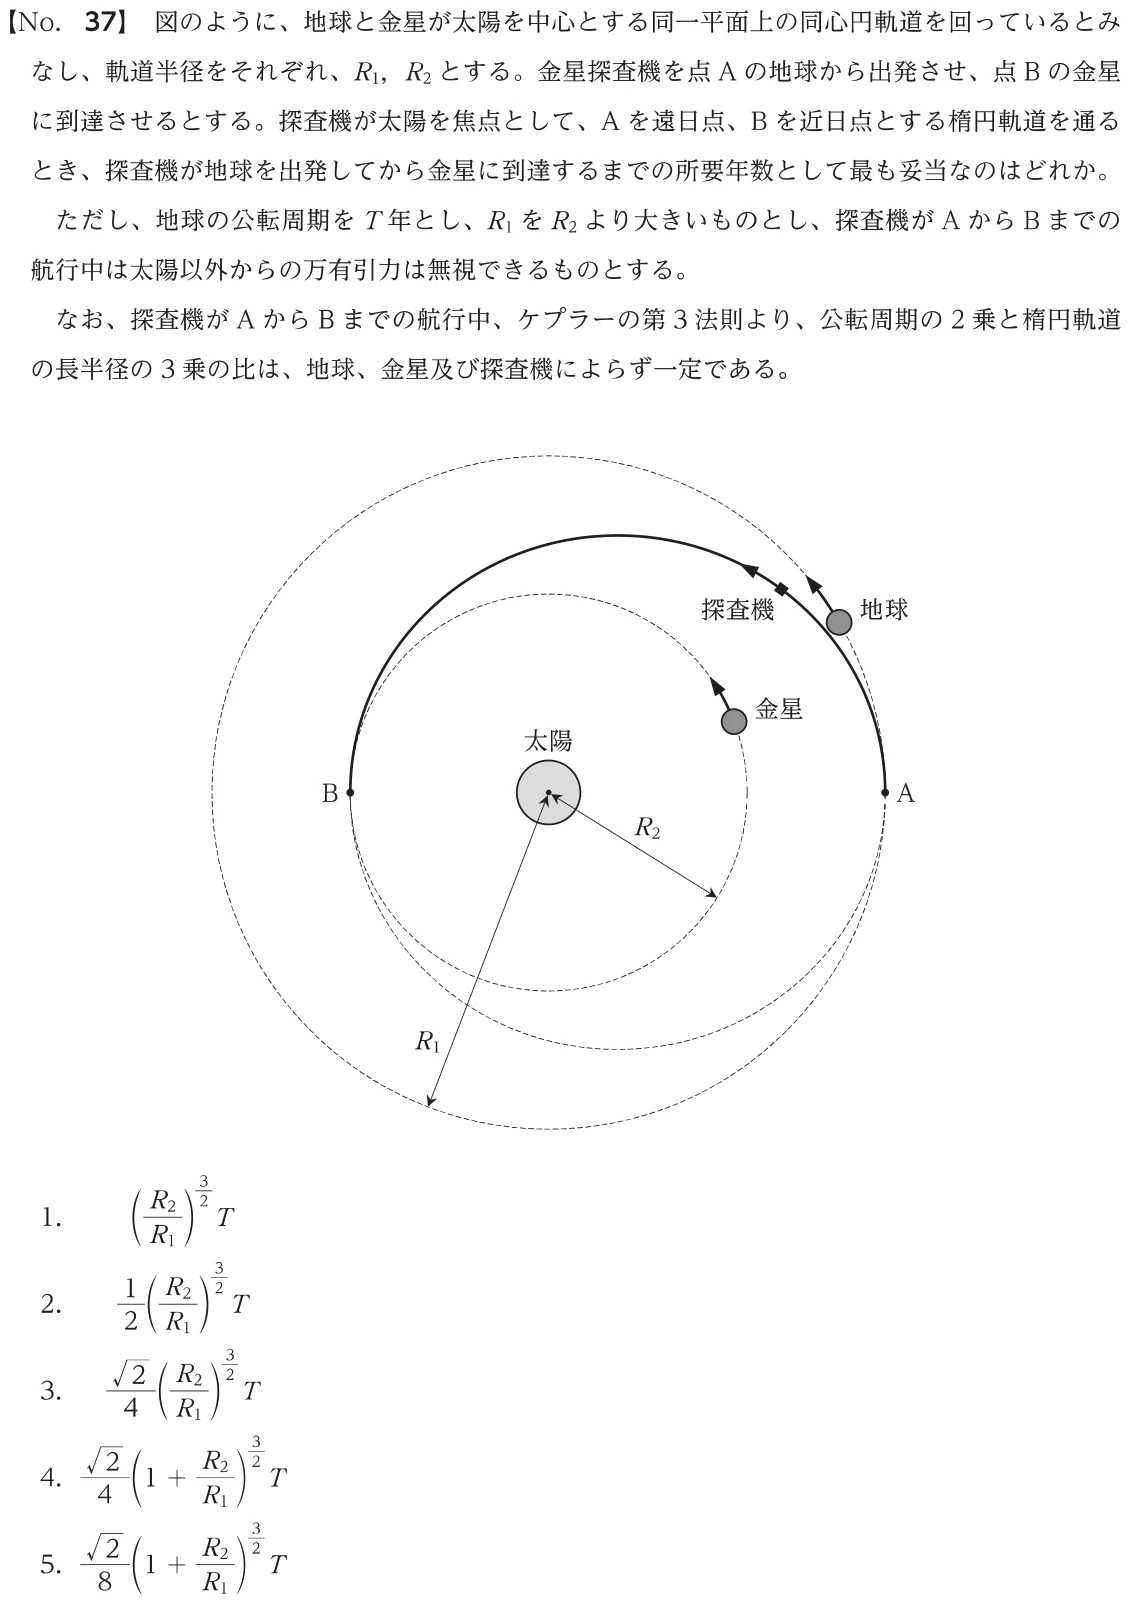 【No. 37】 図のように、地球と金星が太陽を中心とする同一平面上の同心円軌道を回っているとみ
なし、軌道半径をそれぞれ、R₁，R₂ とする。金星探査機を点 A の地球から出発させ、点 B の金星
に到達させるとする。探査機が太陽を焦点として、A を遠日点、B を近日点とする楕円軌道を通る
とき、探査機が地球を出発してから金星に到達するまでの所要年数として最も妥当なのはどれか。
ただし、地球の公転周期を T 年とし、R₁ を R₂ より大きいものとし、探査機が A から B までの
航行中は太陽以外からの万有引力は無視できるものとする。
なお、探査機が A から B までの航行中、ケプラーの第 3 法則より、公転周期の 2 乗と楕円軌道
の長半径の 3 乗の比は、地球、金星及び探査機によらず一定である。
探査機
地球
金星
太陽
B
A
R₂
R₁
1. (R₂/R₁)^(3/2) T
2. 1/2 (R₂/R₁)^(3/2) T
3. √2/4 (R₂/R₁)^(3/2) T
4. √2/4 (1 + R₂/R₁)^(3/2) T
5. √2/8 (1 + R₂/R₁)^(3/2) T